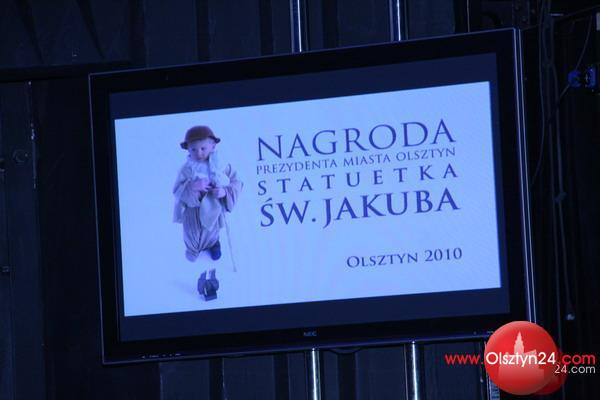 NAGRODA
PREZYDENTA MIASTA OLSZTYN
STATUETKA
ŚW. JAKUBA
OLSZTYN 2010
NEC
www.Olsztyn24.com
24.com